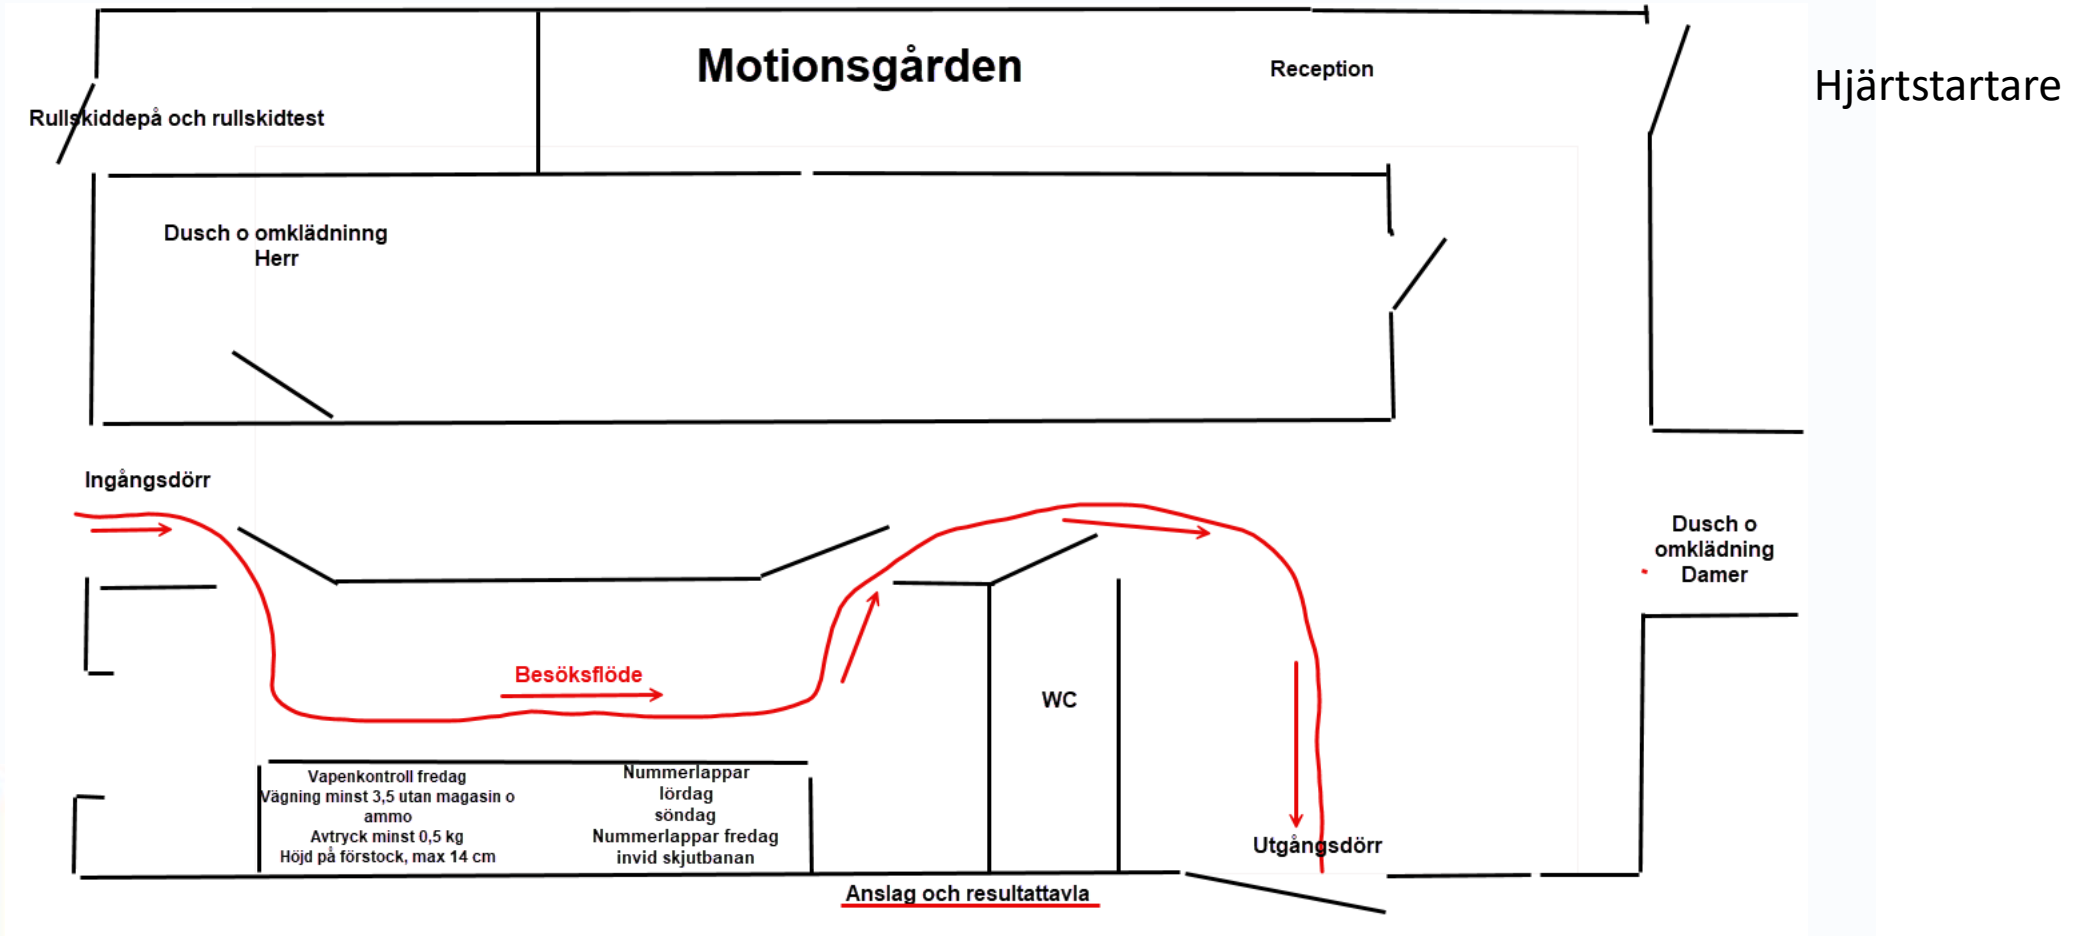 Motionsgården
Reception
Hjärtstartare
Rullskiddepå och rullskidtest
Dusch o omklädninng
Herr
Ingångsdörr
Dusch o
omklädning
Damer
Besöksflöde
WC
Vapenkontroll fredag
Vägning minst 3,5 utan magasin o
ammo
Avtryck minst 0,5 kg
Höjd på förstock, max 14 cm
Nummerlappar
lördag
söndag
Nummerlappar fredag
invid skjutbanan
Utgångsdörr
Anslag och resultattavla